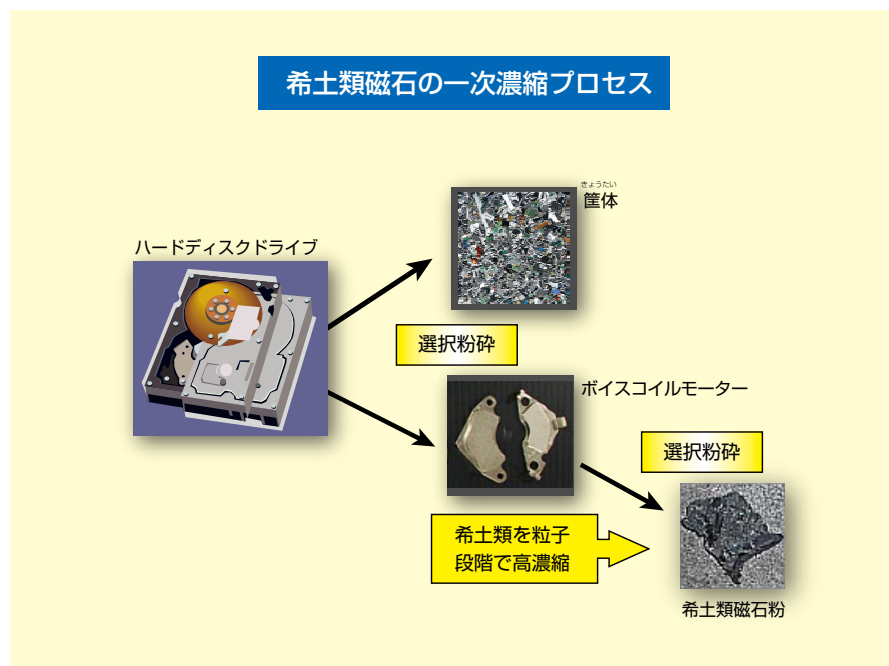 希土類磁石の一次濃縮プロセス
きょうたい
筐体
ハードディスクドライブ
選択粉砕
ボイスコイルモーター
選択粉砕
希土類を粒子
段階で高濃縮
希土類磁石粉